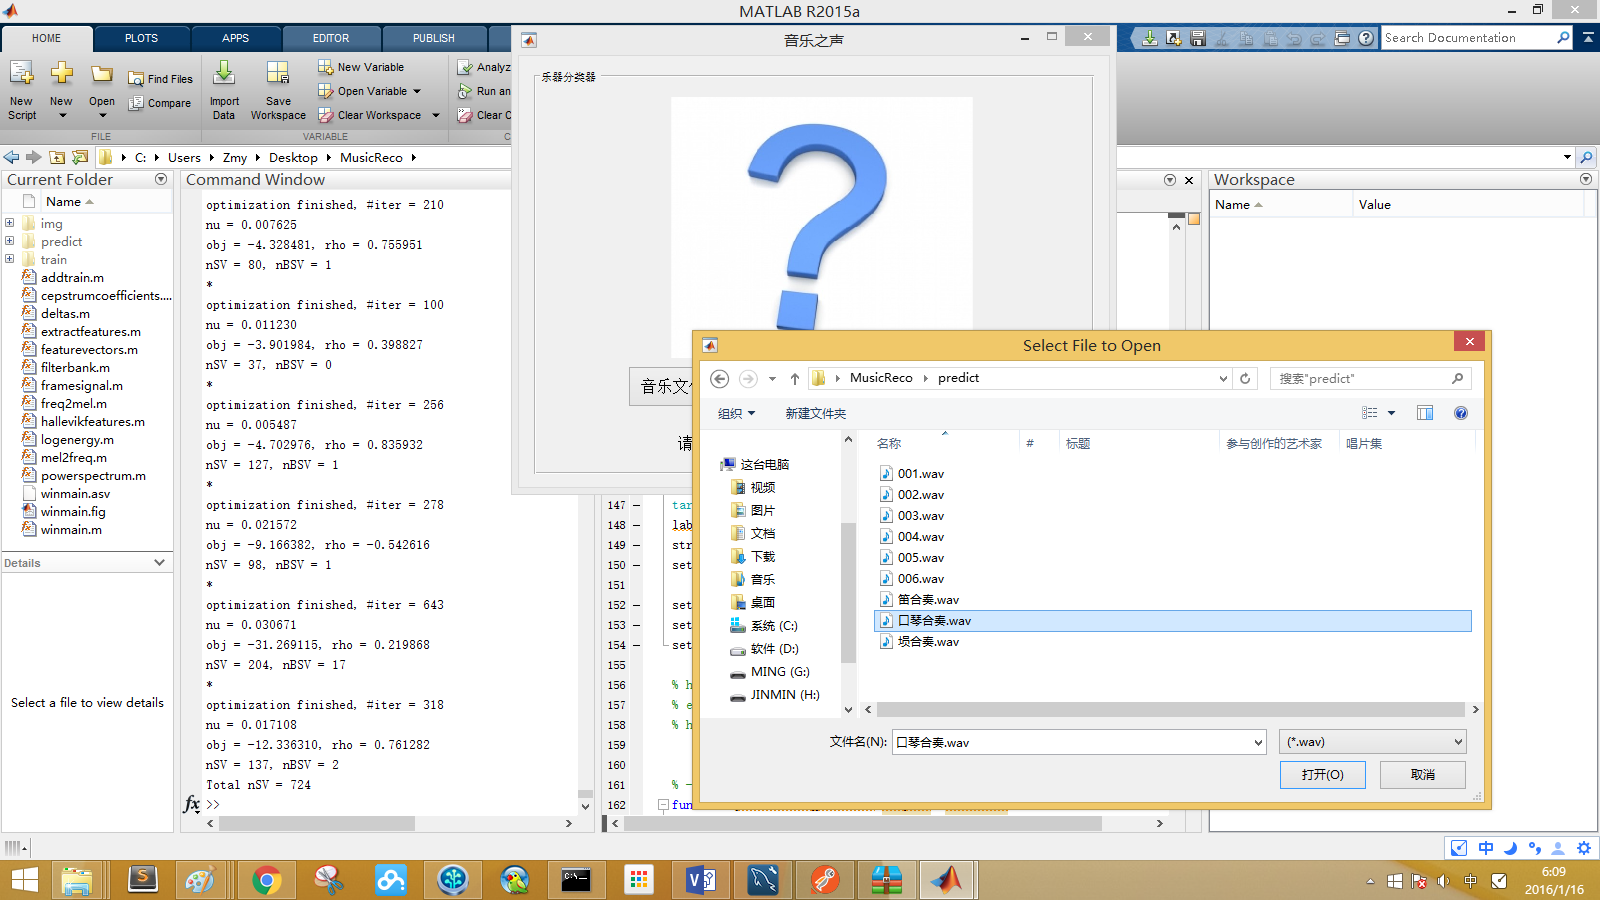 MATLAB R2015a
HOME
PLOTS
APPS
EDITOR
PUBLISH
Search Documentation
New Script
New
Open
Find Files
Compare
Import Data
Save Workspace
New Variable
Open Variable
Clear Workspace
Analyz
Run an
Clear C
FILE
VARIABLE
C
C: Users Zmy Desktop MusicReco
Current Folder
Name
img
predict
train
addtrain.m
cepstrumcoefficients....
deltas.m
extractfeatures.m
featurevectors.m
filterbank.m
framesignal.m
freq2mel.m
hallevikfeatures.m
logenergy.m
mel2freq.m
powerspectrum.m
winmain.asv
winmain.fig
winmain.m
Details
Select a file to view details
Command Window
optimization finished, #iter = 210
nu = 0.007625
obj = -4.328481, rho = 0.755951
nSV = 80, nBSV = 1
*
optimization finished, #iter = 100
nu = 0.011230
obj = -3.901984, rho = 0.398827
nSV = 37, nBSV = 0
*
optimization finished, #iter = 256
nu = 0.005487
obj = -4.702976, rho = 0.835932
nSV = 127, nBSV = 1
*
optimization finished, #iter = 278
nu = 0.021572
obj = -9.166382, rho = -0.542616
nSV = 98, nBSV = 1
*
optimization finished, #iter = 643
nu = 0.030671
obj = -31.269115, rho = 0.219868
nSV = 204, nBSV = 17
*
optimization finished, #iter = 318
nu = 0.017108
obj = -12.336310, rho = 0.761282
nSV = 137, nBSV = 2
Total nSV = 724
fx >>
音乐之声
乐器分类器
音乐文
请
147 – tar
148 – lab
149 – str
150 – set
151
152 – set
153 – set
154 – set
155
156 % h
157 % e
158 % h
159
160
161 % –
162 fun
Workspace
Name
Value
Select File to Open
MusicReco predict
搜索"predict"
组织
新建文件夹
名称
#
标题
参与创作的艺术家
唱片集
这台电脑
视频
图片
文档
下载
音乐
桌面
系统 (C:)
软件 (D:)
MING (G:)
JINMIN (H:)
001.wav
002.wav
003.wav
004.wav
005.wav
006.wav
笛合奏.wav
口琴合奏.wav
埙合奏.wav
文件名(N):
口琴合奏.wav
(*.wav)
打开(O)
取消
中
中
6:09
2016/1/16